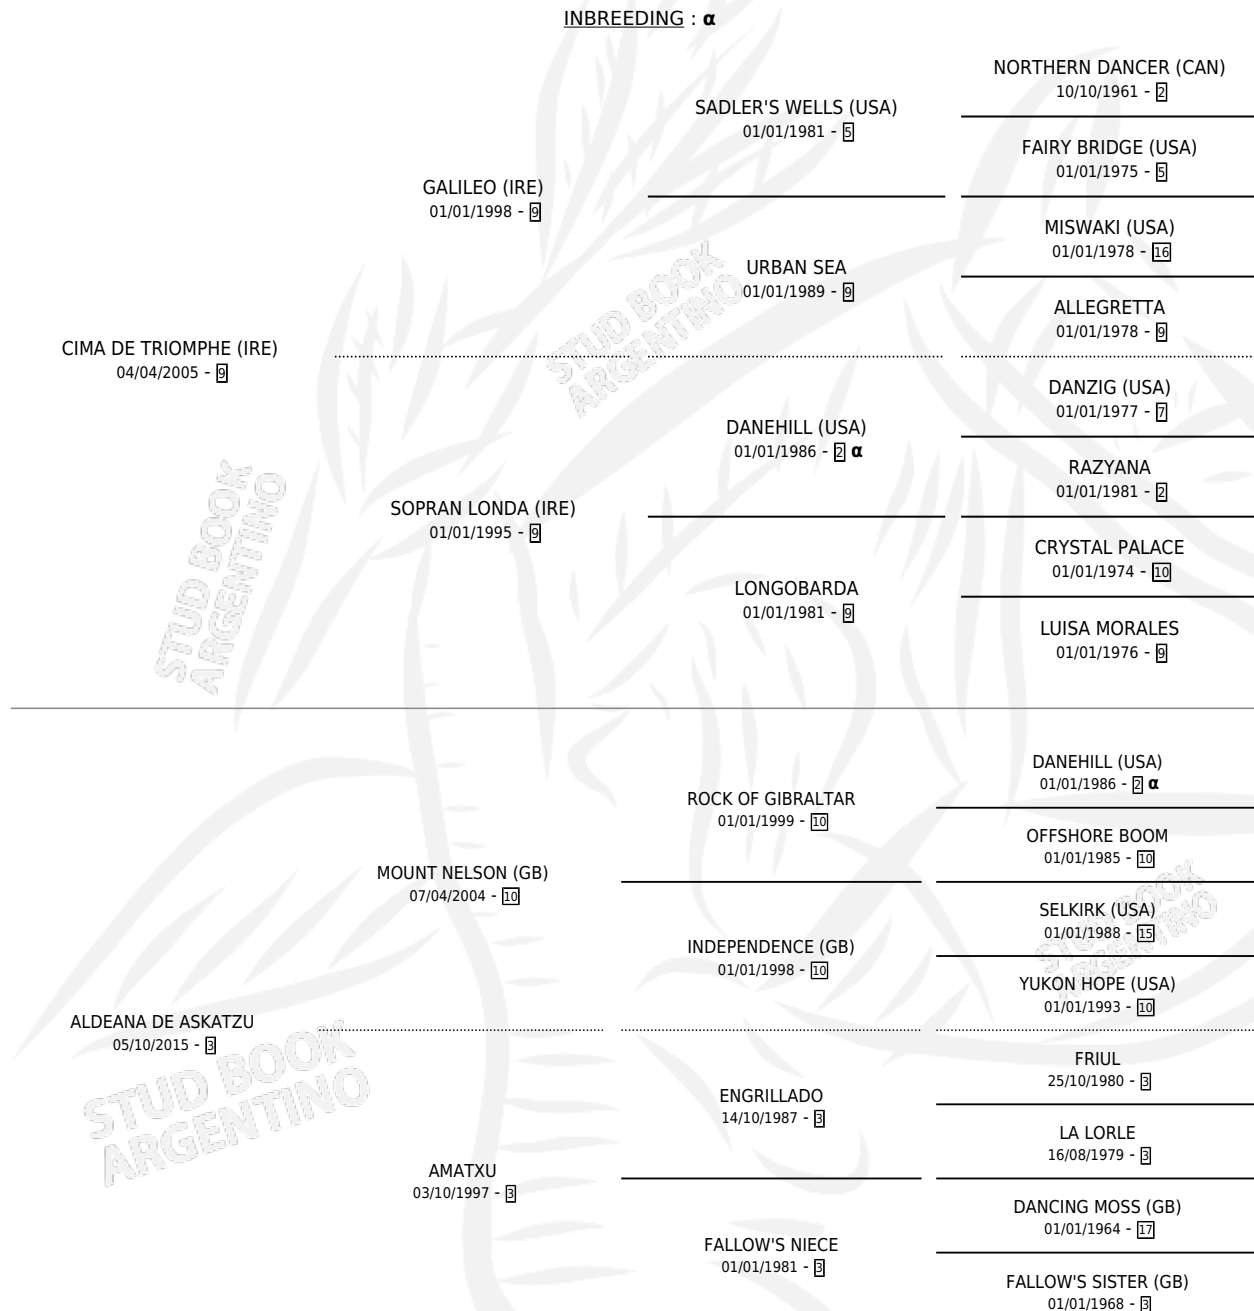 INBREEDING : α
NORTHERN DANCER (CAN)
10/10/1961 - 2
SADLER'S WELLS (USA)
01/01/1981 - 5
FAIRY BRIDGE (USA)
01/01/1975 - 5
GALILEO (IRE)
01/01/1998 - 9
MISWAKI (USA)
01/01/1978 - 16
URBAN SEA
01/01/1989 - 9
ALLEGRETTA
01/01/1978 - 9
CIMA DE TRIOMPHE (IRE)
04/04/2005 - 9
DANZIG (USA)
01/01/1977 - 7
DANEHILL (USA)
01/01/1986 - 2 α
RAZYANA
01/01/1981 - 2
SOPRAN LONDA (IRE)
01/01/1995 - 9
CRYSTAL PALACE
01/01/1974 - 10
LONGOBARDA
01/01/1981 - 9
LUISA MORALES
01/01/1976 - 9
DANEHILL (USA)
01/01/1986 - 2 α
ROCK OF GIBRALTAR
01/01/1999 - 10
OFFSHORE BOOM
01/01/1985 - 10
MOUNT NELSON (GB)
07/04/2004 - 10
SELKIRK (USA)
01/01/1988 - 15
INDEPENDENCE (GB)
01/01/1998 - 10
YUKON HOPE (USA)
01/01/1993 - 10
ALDEANA DE ASKATZU
05/10/2015 - 3
FRIUL
25/10/1980 - 3
ENGRILLADO
14/10/1987 - 3
LA LORLE
16/08/1979 - 3
AMATXU
03/10/1997 - 3
DANCING MOSS (GB)
01/01/1964 - 17
FALLOW'S NIECE
01/01/1981 - 3
FALLOW'S SISTER (GB)
01/01/1968 - 3
STUD BOOK
ARGENTINO
STUD BOOK
ARGENTINO
STUD BOOK
ARGENTINO
STUD BOOK
ARGENTINO